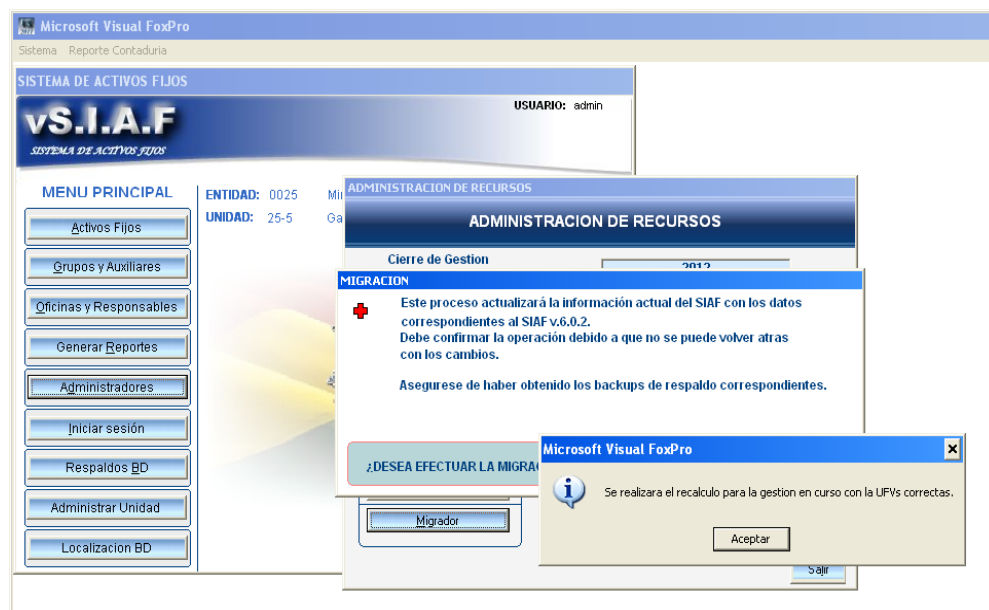 Microsoft Visual FoxPro
Sistema Reporte Contaduria
SISTEMA DE ACTIVOS FIJOS
USUARIO: admin
vS.I.A.F
SISTEMA DE ACTIVOS FIJOS
MENU PRINCIPAL
ENTIDAD: 0025
UNIDAD: 25-5
Activos Fijos
Grupos y Auxiliares
Oficinas y Responsables
Generar Reportes
Administradores
Iniciar sesión
Respaldos BD
Administrar Unidad
Localizacion BD
ADMINISTRACION DE RECURSOS
ADMINISTRACION DE RECURSOS
Cierre de Gestion 2012
MIGRACION
Este proceso actualizará la información actual del SIAF con los datos
correspondientes al SIAF v.6.0.2.
Debe confirmar la operación debido a que no se puede volver atras
con los cambios.
Asegurese de haber obtenido los backups de respaldo correspondientes.
¿DESEA EFECTUAR LA
Migrador
Salir
Microsoft Visual FoxPro
Se realizara el recalculo para la gestion en curso con la UFVs correctas.
Aceptar